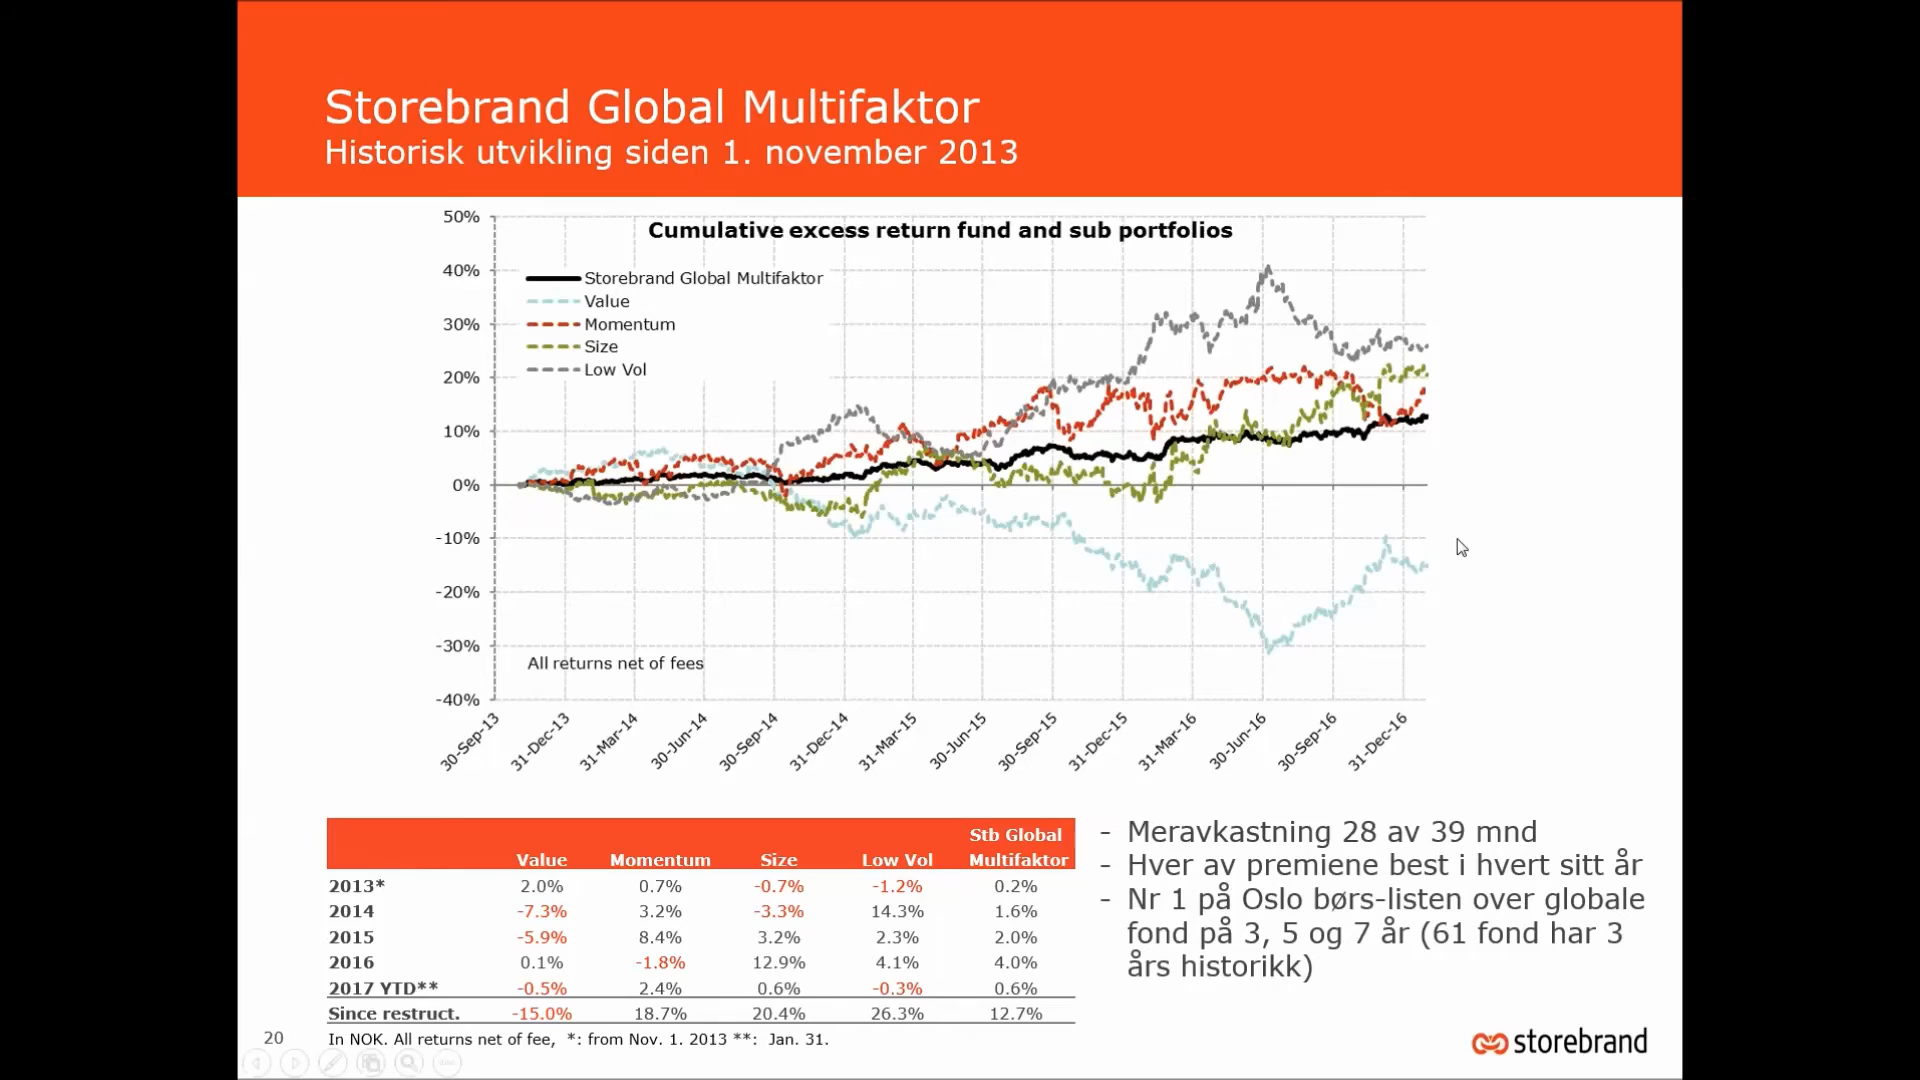 Storebrand Global Multifaktor
Historisk utvikling siden 1. november 2013
Cumulative excess return fund and sub portfolios
50%
40%
30%
20%
10%
0%
-10%
-20%
-30%
-40%
Storebrand Global Multifaktor
Value
Momentum
Size
Low Vol
All returns net of fees
30-Sep-13 31-Dec-13 31-Mar-14 30-Jun-14 30-Sep-14 31-Dec-14 31-Mar-15 30-Jun-15 30-Sep-15 31-Dec-15 31-Mar-16 30-Jun-16 30-Sep-16 31-Dec-16
Stb Global
Value Momentum Size Low Vol Multifaktor
2013* 2.0% 0.7% -0.7% -1.2% 0.2%
2014 -7.3% 3.2% -3.3% 14.3% 1.6%
2015 -5.9% 8.4% 3.2% 2.3% 2.0%
2016 0.1% -1.8% 12.9% 4.1% 4.0%
2017 YTD** -0.5% 2.4% 0.6% -0.3% 0.6%
Since restruct. -15.0% 18.7% 20.4% 26.3% 12.7%
In NOK. All returns net of fee, *: from Nov. 1. 2013 **: Jan. 31.
- Meravkastning 28 av 39 mnd
- Hver av premiene best i hvert sitt år
- Nr 1 på Oslo børs-listen over globale
fond på 3, 5 og 7 år (61 fond har 3
års historikk)
20
storebrand